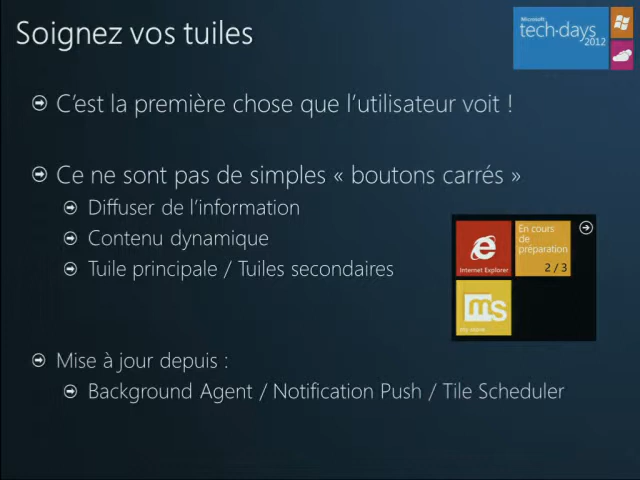 Soignez vos tuiles
Microsoft
tech·days
2012
C'est la première chose que l'utilisateur voit !
Ce ne sont pas de simples « boutons carrés »
Diffuser de l'information
Contenu dynamique
Tuile principale / Tuiles secondaires
En cours
de
préparation
2 / 3
Internet Explorer
ms
Mise à jour depuis :
Background Agent / Notification Push / Tile Scheduler